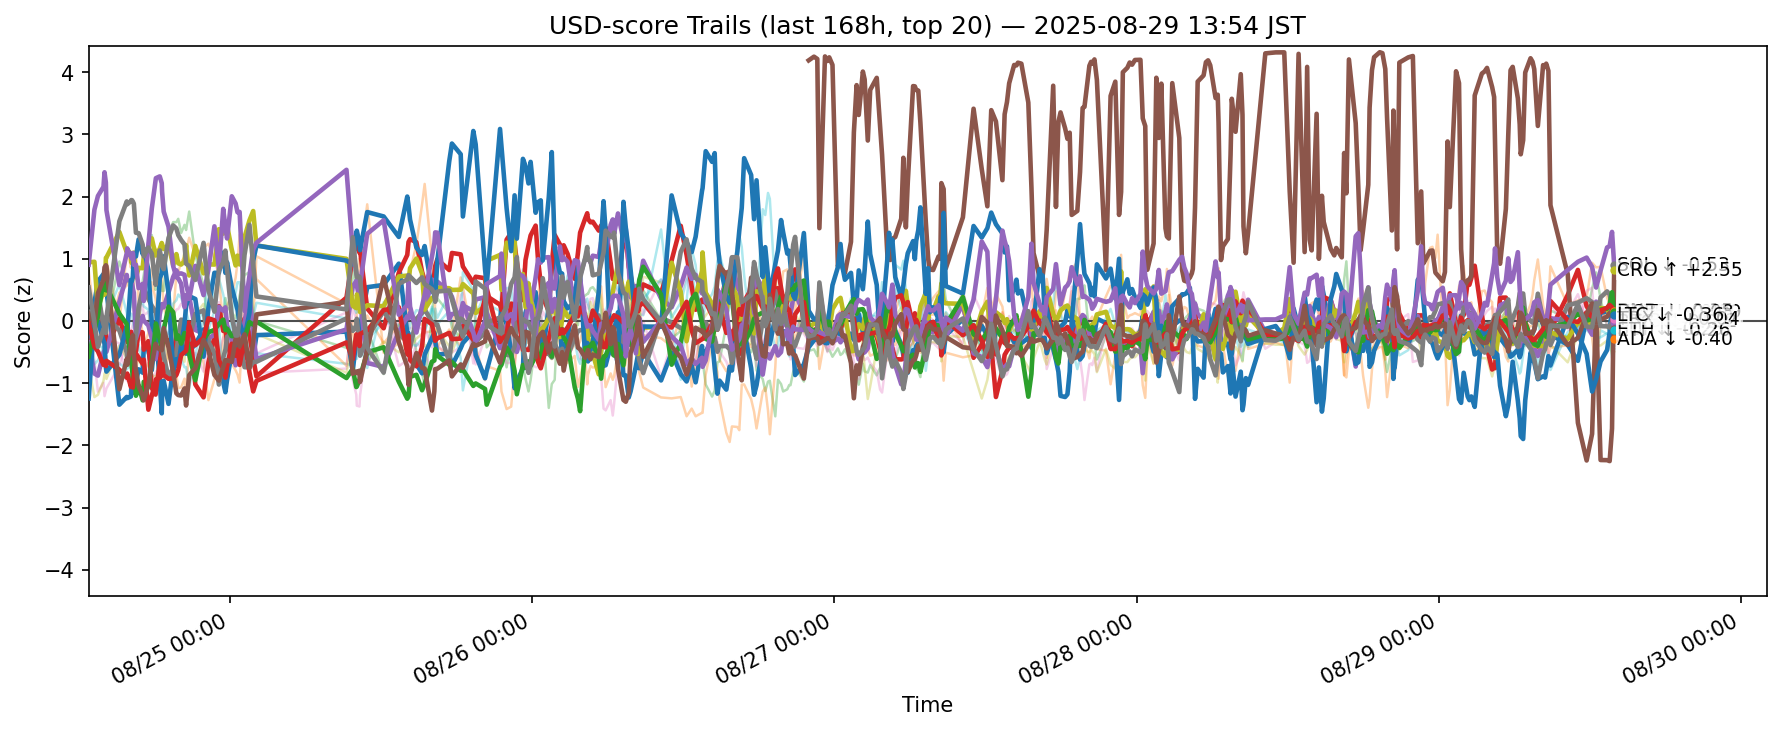 USD-score Trails (last 168h, top 20) — 2025-08-29 13:54 JST
Score (z)
4
3
2
1
0
−1
−2
−3
−4
CRO ↑ +2.55
LTC ↓ -0.36
ETH
ADA ↓ -0.40
08/25 00:00
08/26 00:00
08/27 00:00
08/28 00:00
08/29 00:00
08/30 00:00
Time